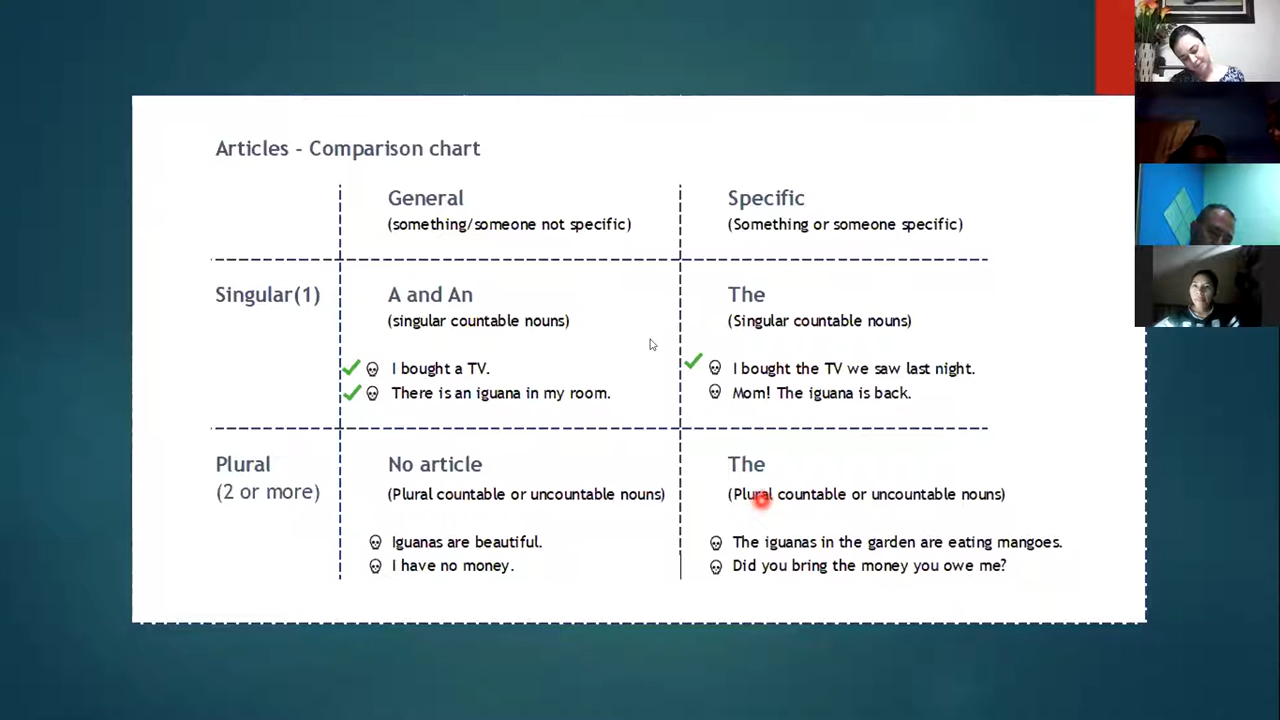 Articles - Comparison chart
General
(something/someone not specific)
Specific
(Something or someone specific)
Singular(1)
A and An
(singular countable nouns)
I bought a TV.
There is an iguana in my room.
The
(Singular countable nouns)
I bought the TV we saw last night.
Mom! The iguana is back.
Plural
(2 or more)
No article
(Plural countable or uncountable nouns)
Iguanas are beautiful.
I have no money.
The
(Plural countable or uncountable nouns)
The iguanas in the garden are eating mangoes.
Did you bring the money you owe me?